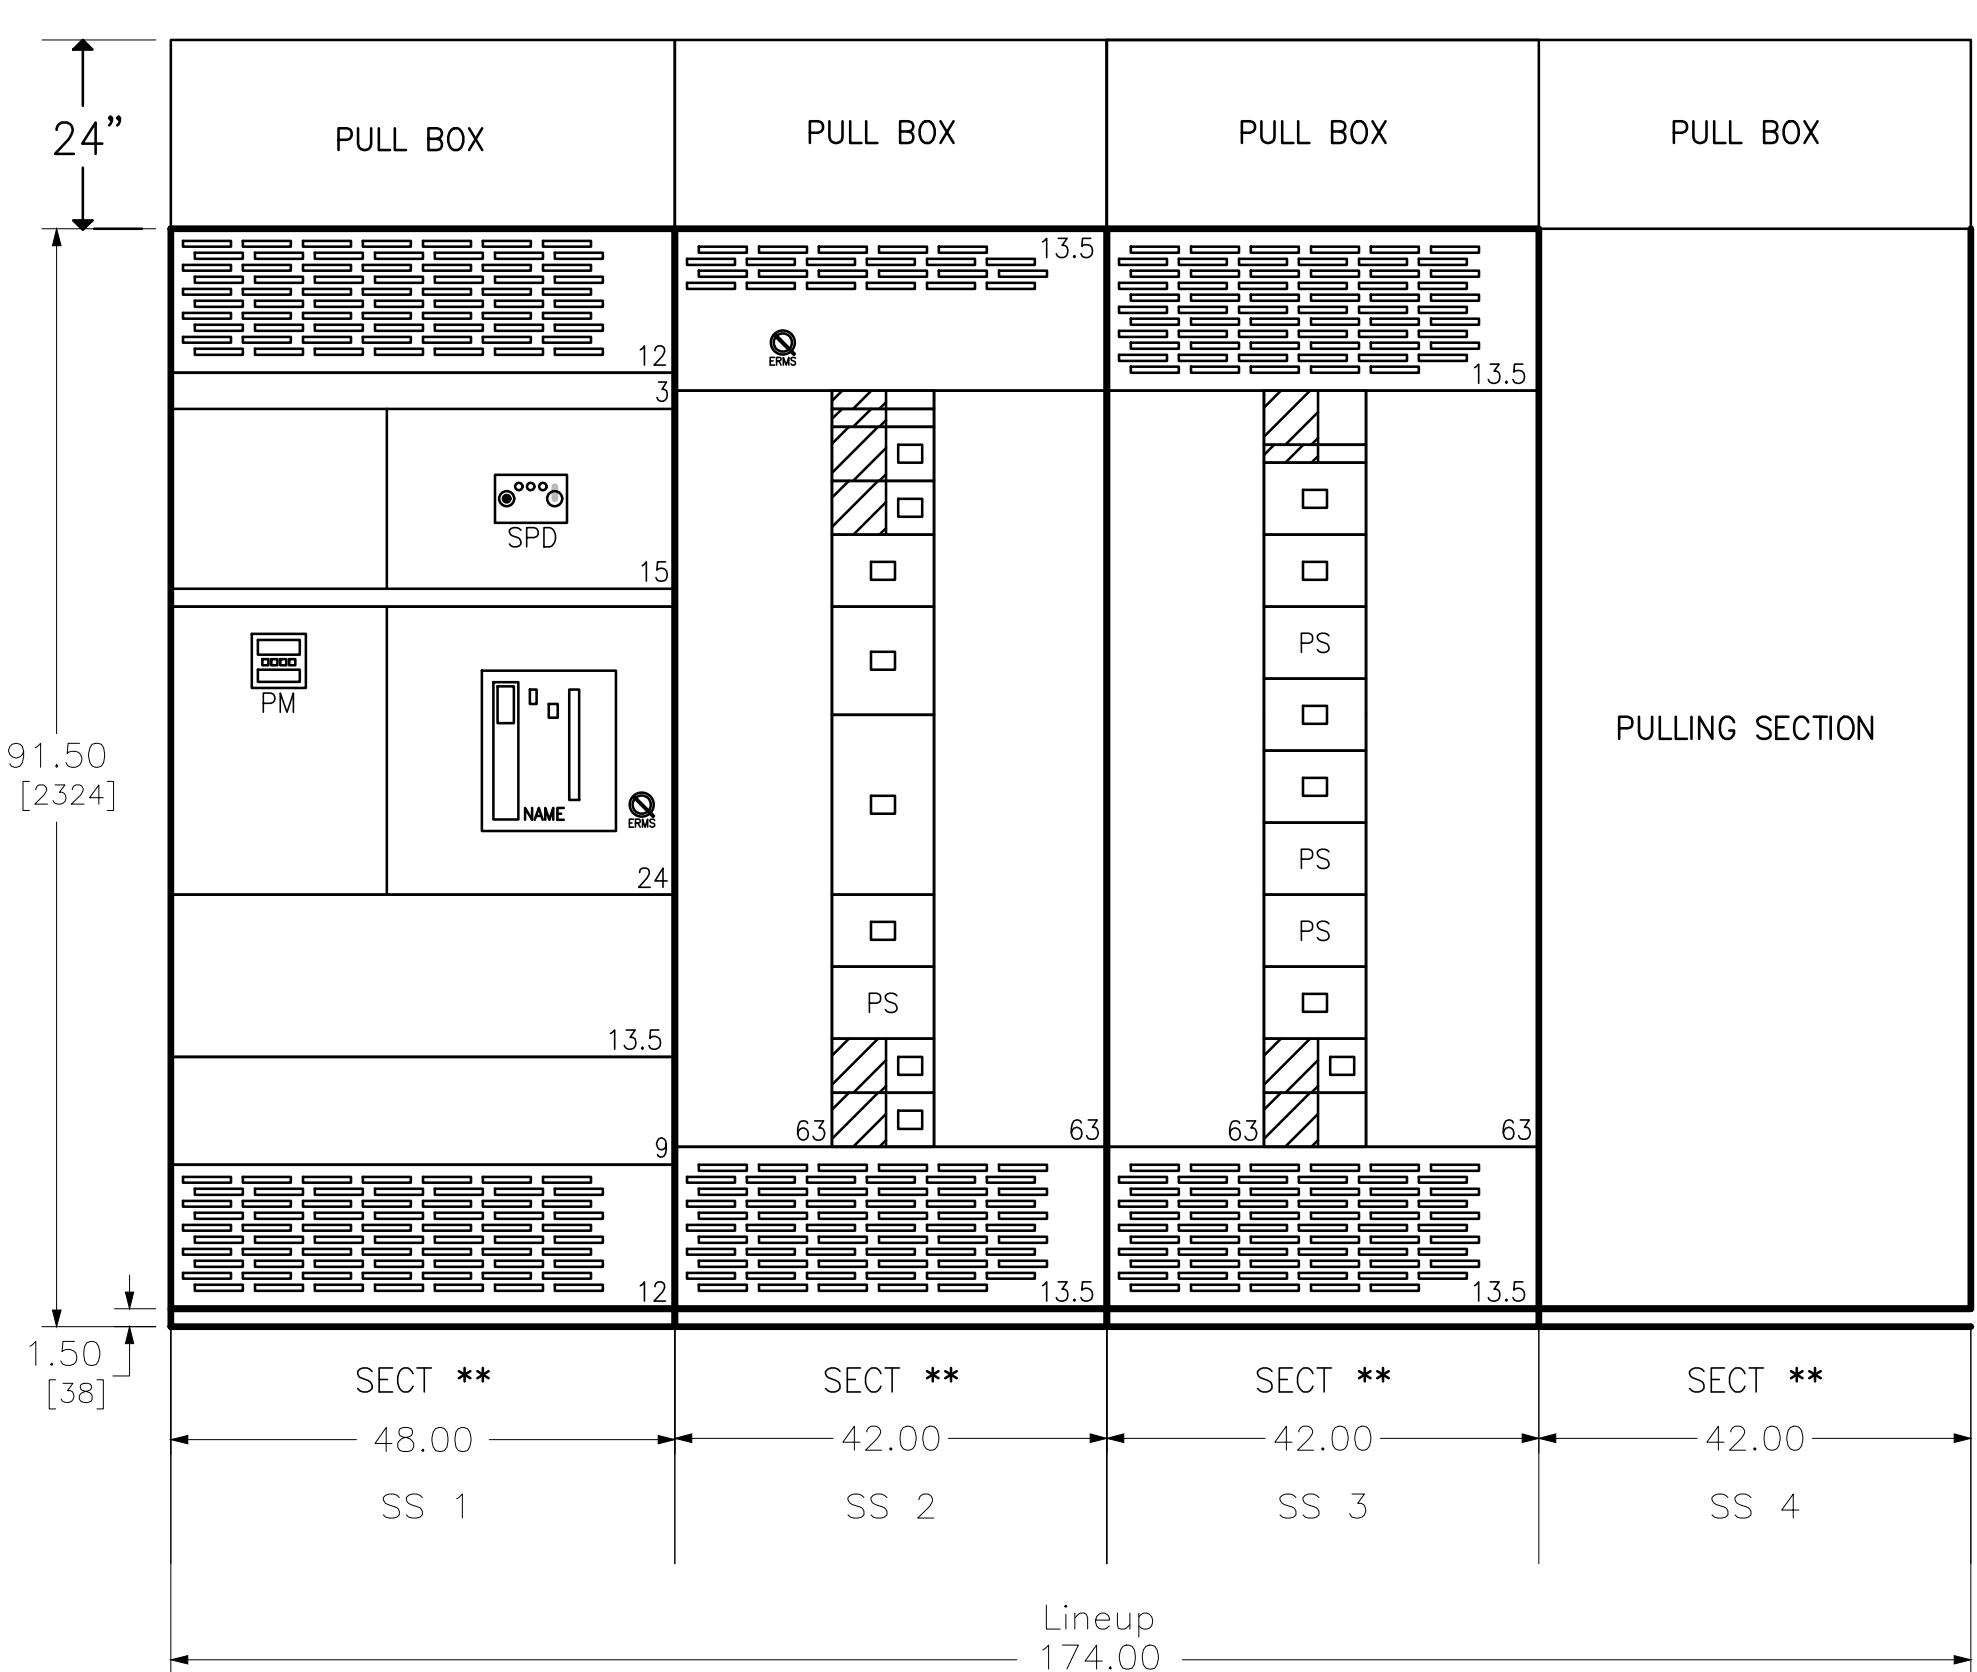 24”
PULL BOX
PULL BOX
PULL BOX
PULL BOX
12
3
SPD
15
PM
NAME
ERMS
24
13.5
9
12
13.5
ERMS
PS
63
63
13.5
13.5
PS
PS
PS
63
63
13.5
PULLING SECTION
91.50
[2324]
1.50
[38]
SECT **
SECT **
SECT **
SECT **
48.00
42.00
42.00
42.00
SS 1
SS 2
SS 3
SS 4
Lineup
174.00